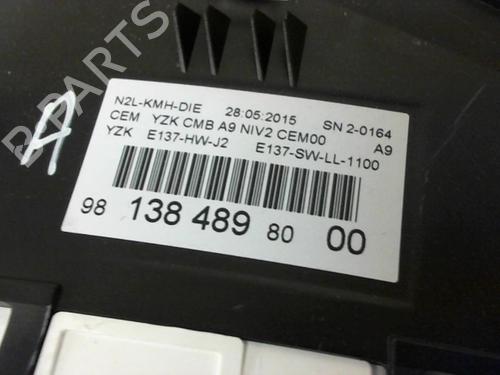 B-PARTS
A
N2L-KMH-DIE 28:05:2015 SN 2-0164
CEM YZK CMB A9 NIV2 CEM00 A9
YZK E137-HW-J2 E137-SW-LL-1100
98 138 489 80 00